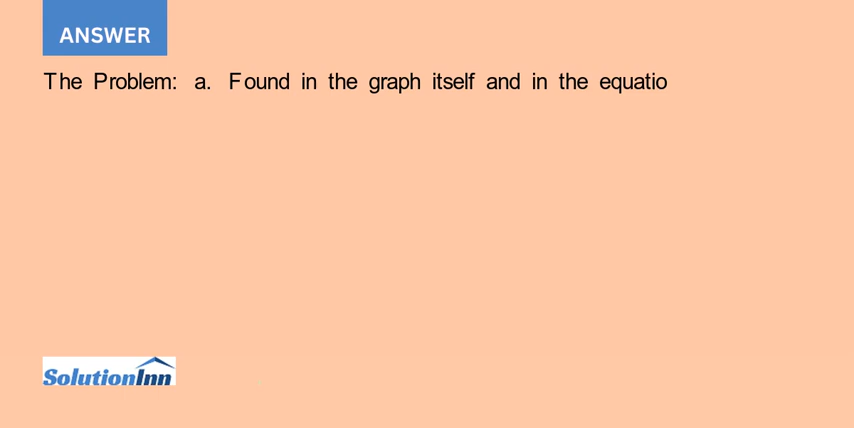 ANSWER
The Problem: a. Found in the graph itself and in the equatio
SolutionInn